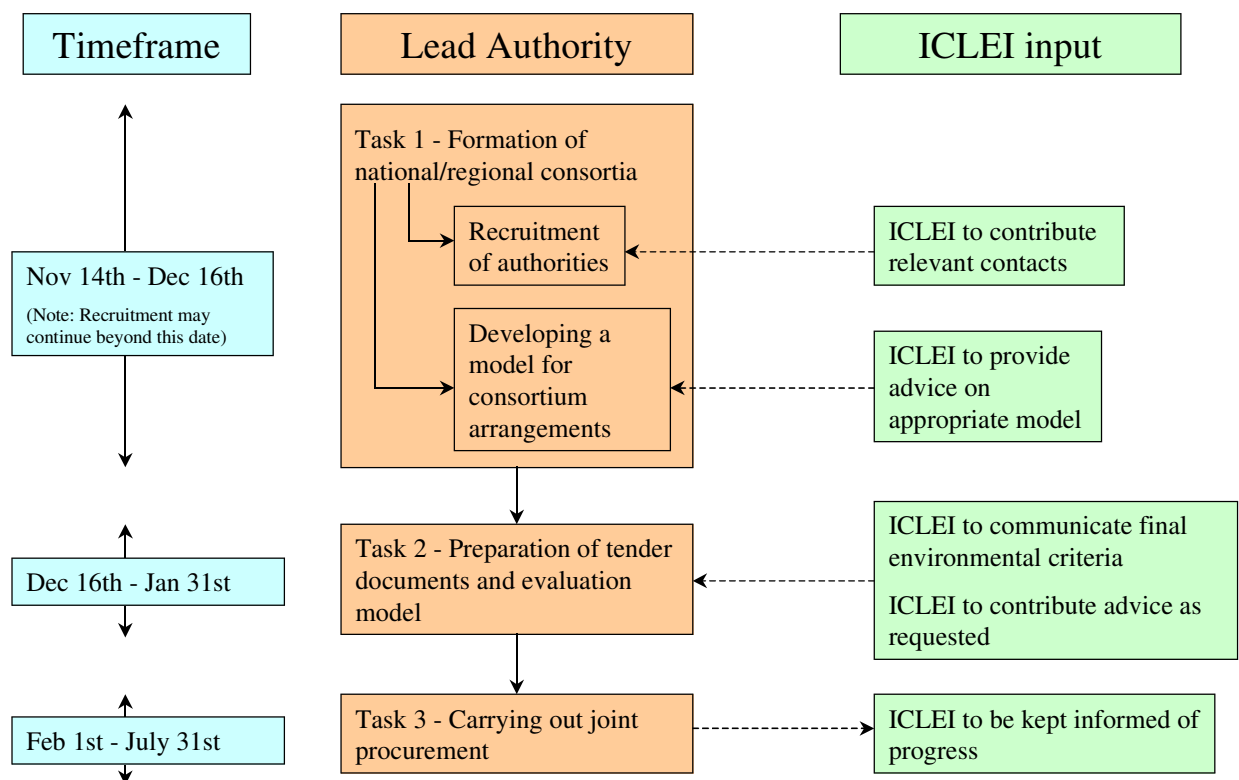 Timeframe
Lead Authority
ICLEI input
Task 1 - Formation of
national/regional consortia
Recruitment
of authorities
ICLEI to contribute
relevant contacts
Nov 14th - Dec 16th
(Note: Recruitment may
continue beyond this date)
Developing a
model for
consortium
arrangements
ICLEI to provide
advice on
appropriate model
Dec 16th - Jan 31st
Task 2 - Preparation of tender
documents and evaluation
model
ICLEI to communicate final
environmental criteria
ICLEI to contribute advice as
requested
Feb 1st - July 31st
Task 3 - Carrying out joint
procurement
ICLEI to be kept informed of
progress